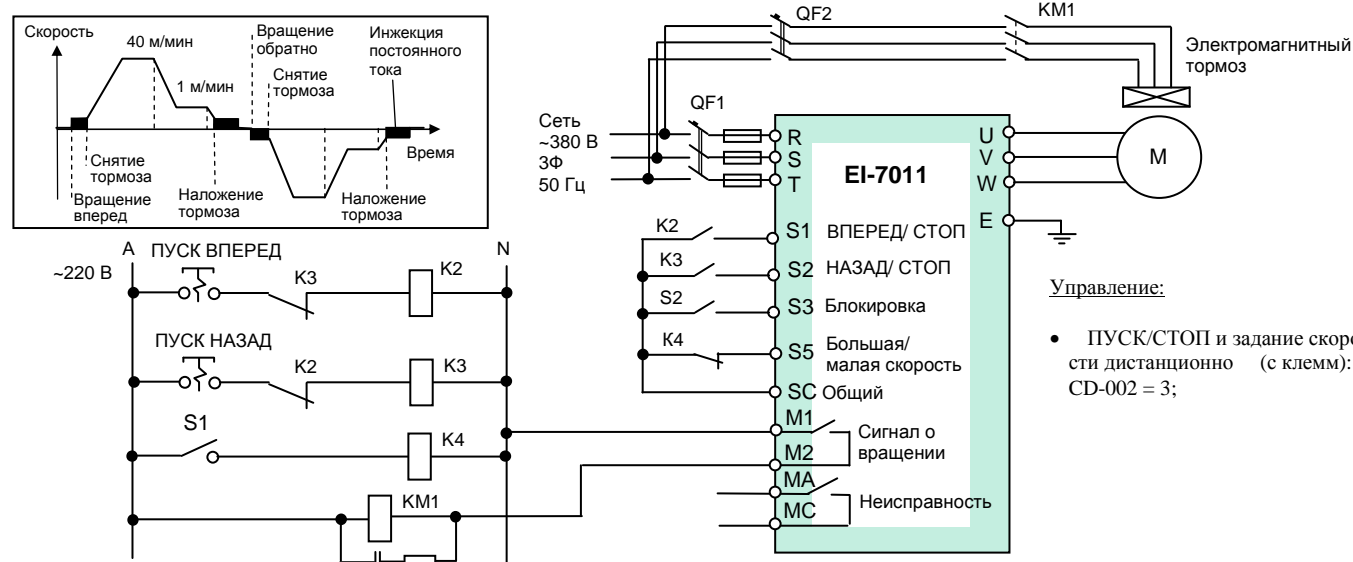 Скорость
40 м/мин
1 м/мин
Вращение
обратно
Снятие
тормоза
Инжекция
постоянного
тока
Время
Снятие
тормоза
Вращение
вперед
Наложение
тормоза
Наложение
тормоза
QF2
KM1
Электромагнитный
тормоз
QF1
Сеть
~380 В
3Ф
50 Гц
R
S
T
EI-7011
U
V
W
E
M
K2
S1
ВПЕРЕД/ СТОП
K3
S2
НАЗАД/ СТОП
S2
S3
Блокировка
К4
S5
Большая/
малая скорость
SC
Общий
M1
M2
Сигнал о
вращении
MA
MC
Неисправность
A
N
~220 В
ПУСК ВПЕРЕД
K3
K2
ПУСК НАЗАД
K2
K3
S1
K4
KM1
Управление:
• ПУСК/СТОП и задание скоро
сти дистанционно (с клемм):
CD-002 = 3;